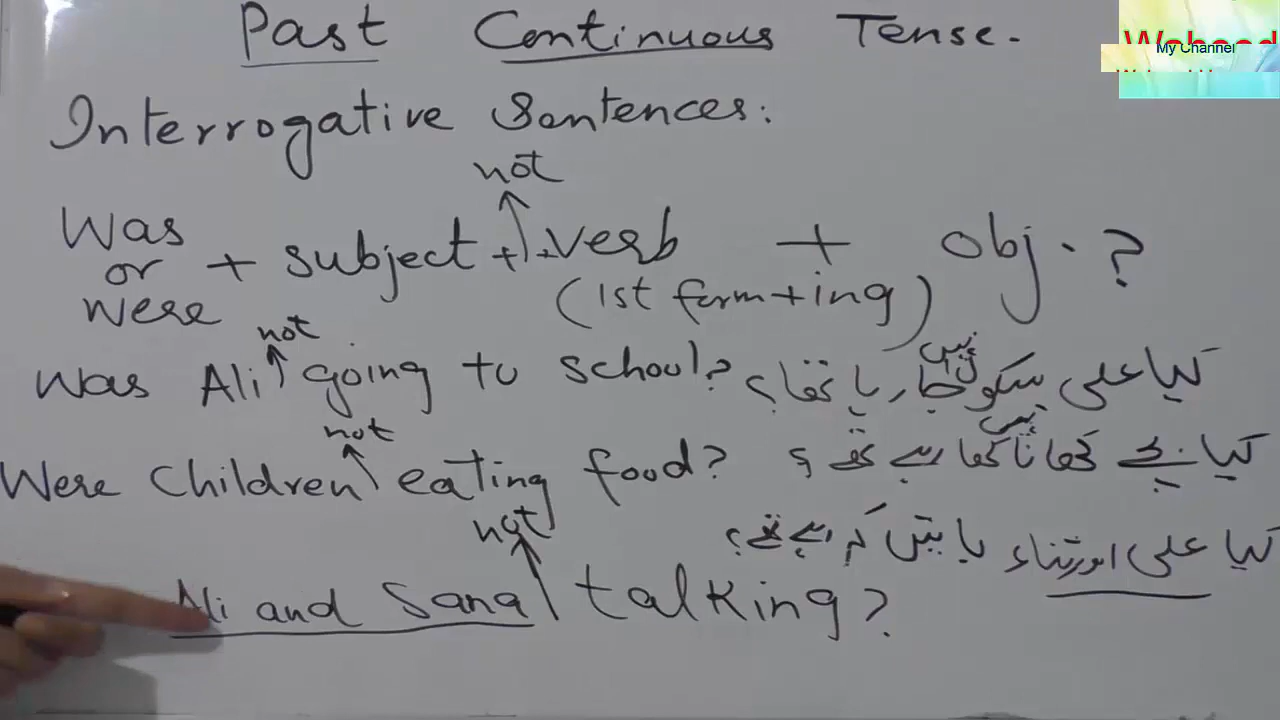 Past Continuous Tense.
My Channel
Interrogative Sentences:
not
Was or were + subject + + verb + obj. ?
(1st form + ing)
not
نہیں
Was Ali going to school? کیا علی سکول جا رہا تھا؟
not
نہیں
Were Children eating food? کیا بچے کھانا کھا رہے تھے؟
not
کیا علی اور ثناء باتیں کر رہے تھے؟
Ali and Sana talking?